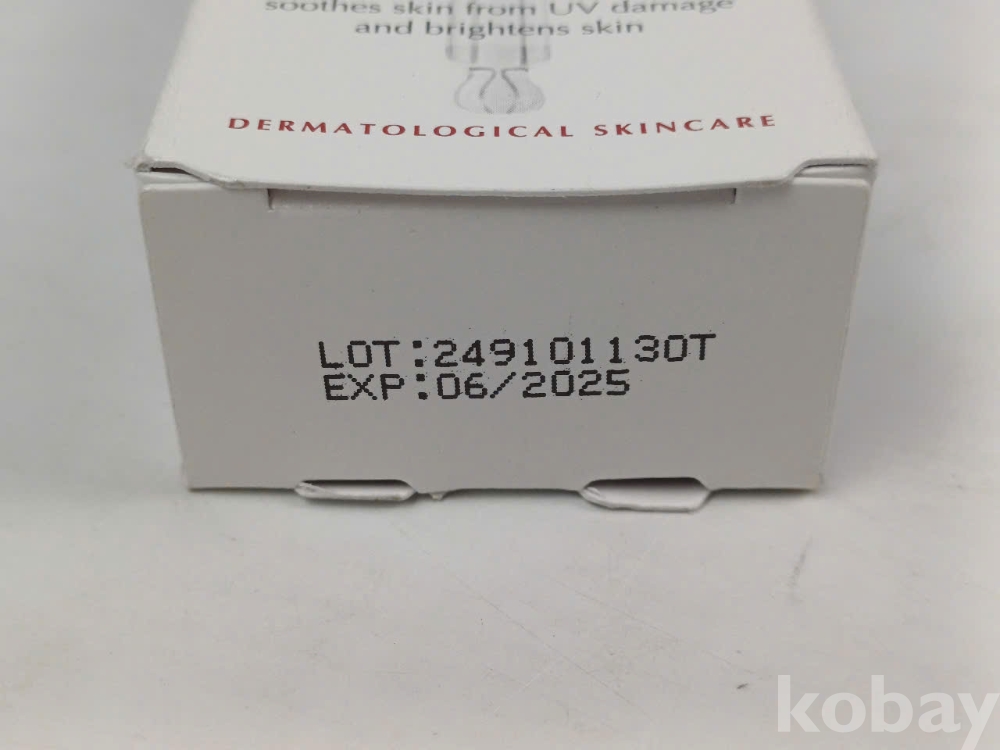 soothes skin from UV damage
and brightens skin
DERMATOLOGICAL SKINCARE
LOT:249101130T
EXP:06/2025
kobay